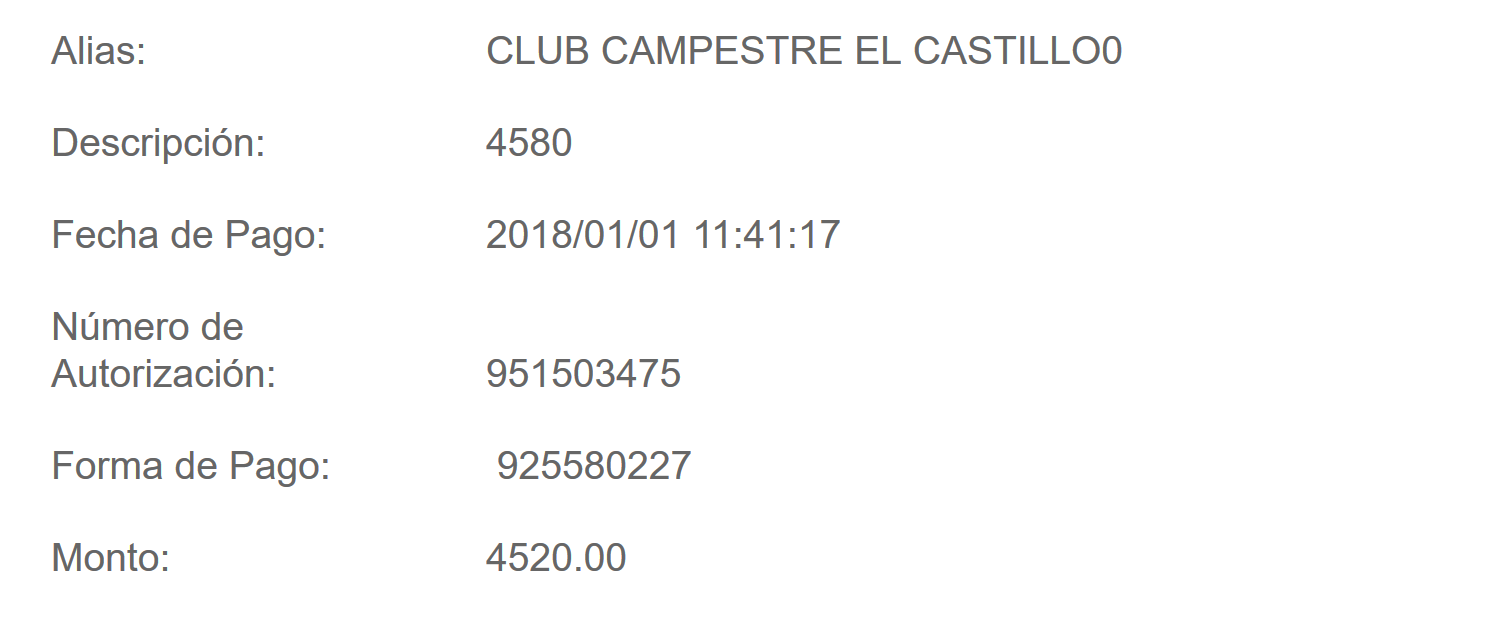 Alias: CLUB CAMPESTRE EL CASTILLO0
Descripción: 4580
Fecha de Pago: 2018/01/01 11:41:17
Número de
Autorización: 951503475
Forma de Pago: 925580227
Monto: 4520.00